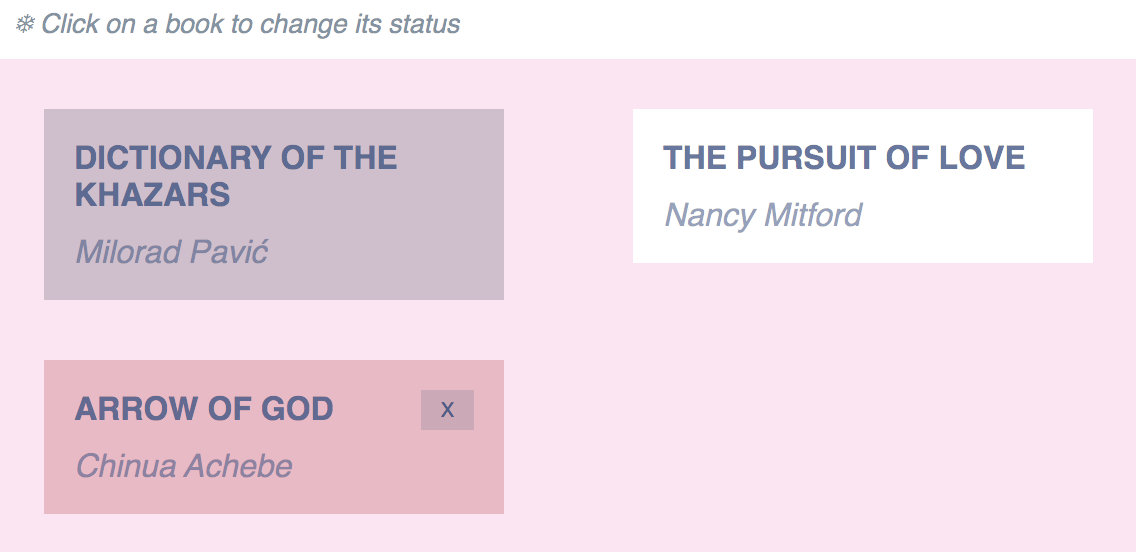 ❄ Click on a book to change its status
DICTIONARY OF THE
KHAZARS
Milorad Pavić
THE PURSUIT OF LOVE
Nancy Mitford
ARROW OF GOD
x
Chinua Achebe